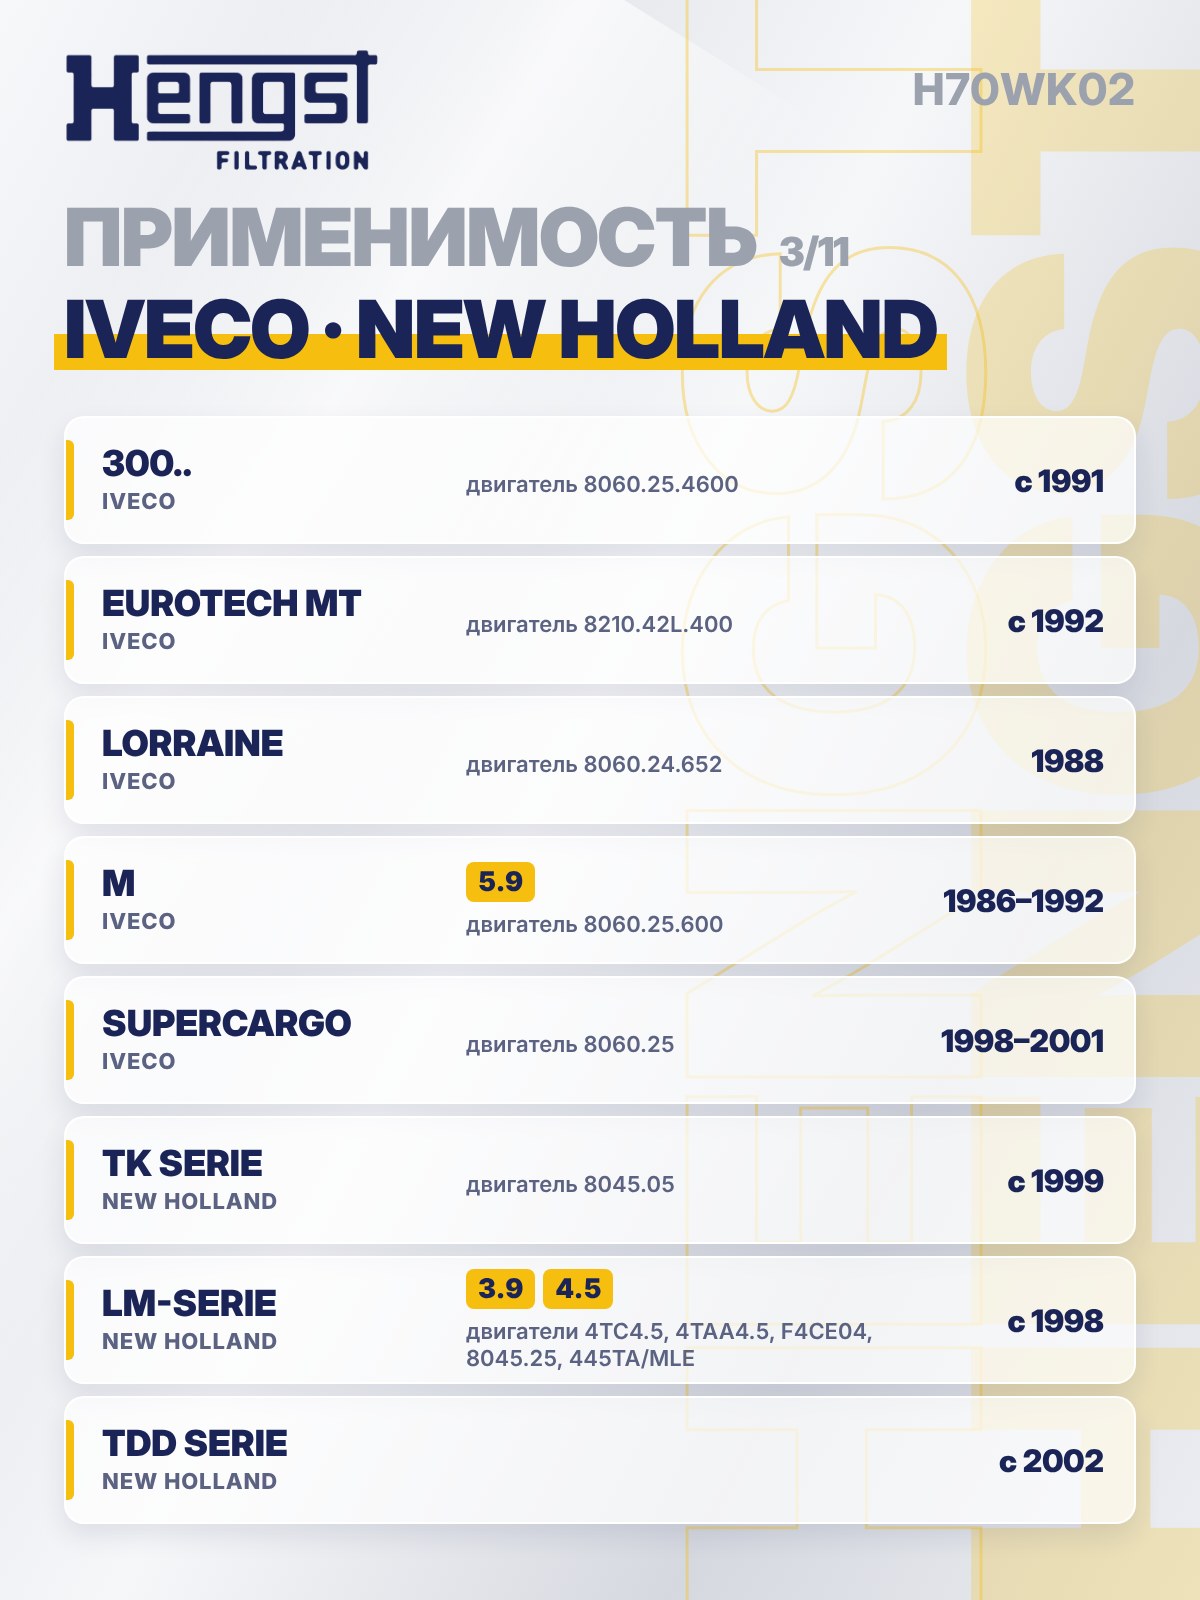 Hengst
FILTRATION
H70WK02
ПРИМЕНИМОСТЬ 3/11
IVECO · NEW HOLLAND
300..
IVECO
двигатель 8060.25.4600
с 1991
EUROTECH MT
IVECO
двигатель 8210.42L.400
с 1992
LORRAINE
IVECO
двигатель 8060.24.652
1988
M
IVECO
5.9
двигатель 8060.25.600
1986–1992
SUPERCARGO
IVECO
двигатель 8060.25
1998–2001
TK SERIE
NEW HOLLAND
двигатель 8045.05
с 1999
LM-SERIE
NEW HOLLAND
3.9 4.5
двигатели 4TC4.5, 4TAA4.5, F4CE04,
8045.25, 445TA/MLE
с 1998
TDD SERIE
NEW HOLLAND
с 2002
HENGST
HENGST